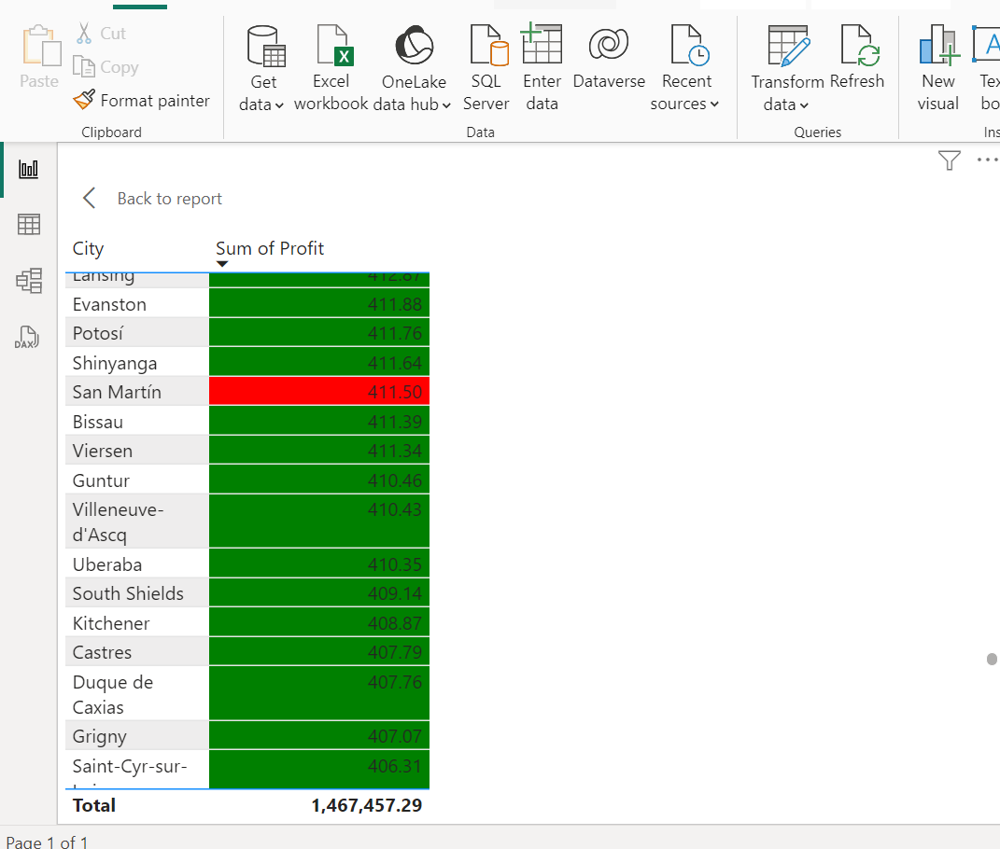 Paste
Cut
Copy
Format painter
Clipboard
Get data
Excel workbook
OneLake data hub
SQL Server
Enter data
Dataverse
Recent sources
Data
Transform data
Refresh
Queries
New visual
Back to report
City Sum of Profit
Lansing 412.87
Evanston 411.88
Potosí 411.76
Shinyanga 411.64
San Martín 411.50
Bissau 411.39
Viersen 411.34
Guntur 410.46
Villeneuve- 410.43
d'Ascq
Uberaba 410.35
South Shields 409.14
Kitchener 408.87
Castres 407.79
Duque de 407.76
Caxias
Grigny 407.07
Saint-Cyr-sur- 406.31
Total 1,467,457.29
DAX
Page 1 of 1